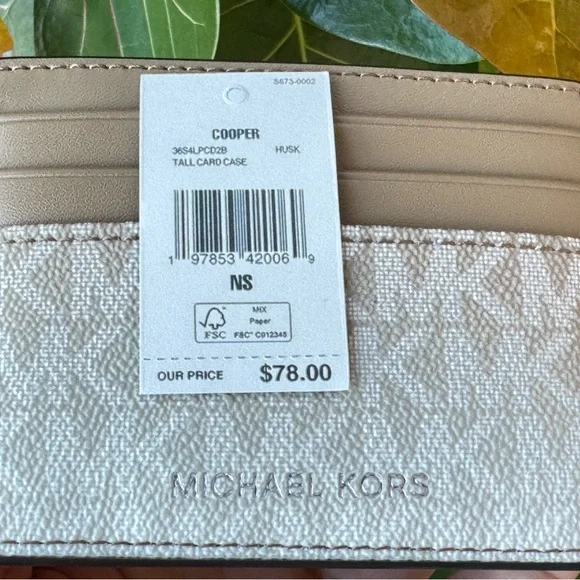 S673-0002
COOPER
36S4LPCD2B HUSK
TALL CARD CASE
1 97853 42006 9
NS
MIX
Paper
FSC FSC® C012345
OUR PRICE $78.00
MICHAEL KORS